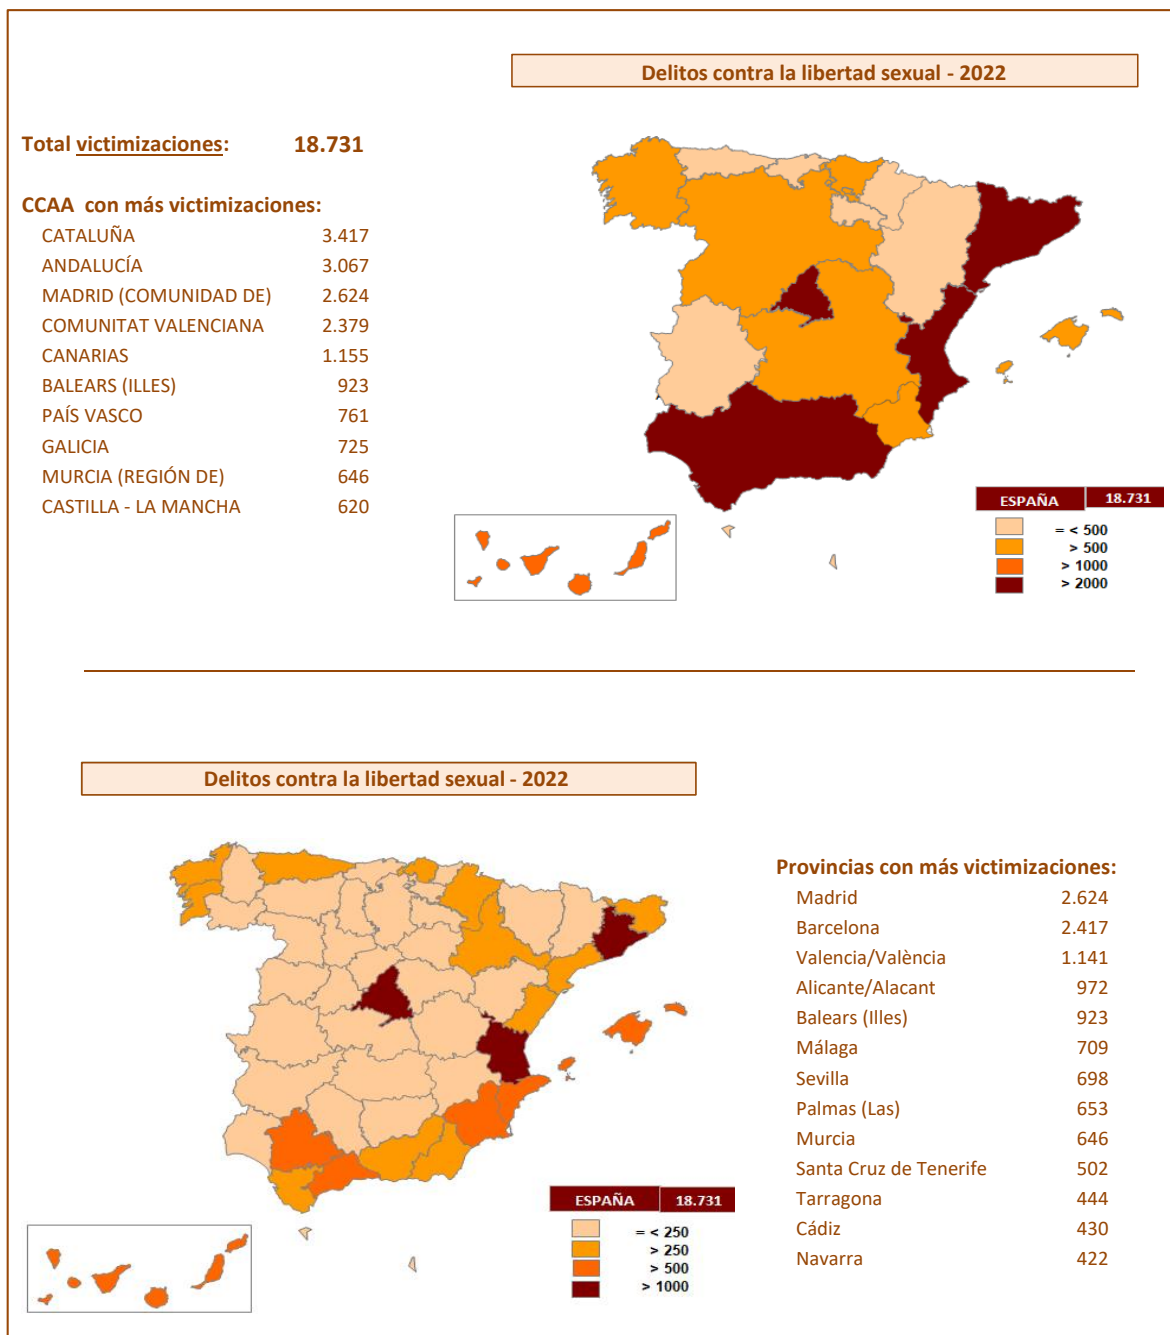 Delitos contra la libertad sexual - 2022
Total victimizaciones: 18.731
CCAA con más victimizaciones:
CATALUÑA 3.417
ANDALUCÍA 3.067
MADRID (COMUNIDAD DE) 2.624
COMUNITAT VALENCIANA 2.379
CANARIAS 1.155
BALEARS (ILLES) 923
PAÍS VASCO 761
GALICIA 725
MURCIA (REGIÓN DE) 646
CASTILLA - LA MANCHA 620
ESPAÑA 18.731
= < 500
> 500
> 1000
> 2000
Delitos contra la libertad sexual - 2022
Provincias con más victimizaciones:
Madrid 2.624
Barcelona 2.417
Valencia/València 1.141
Alicante/Alacant 972
Balears (Illes) 923
Málaga 709
Sevilla 698
Palmas (Las) 653
Murcia 646
Santa Cruz de Tenerife 502
Tarragona 444
Cádiz 430
Navarra 422
ESPAÑA 18.731
= < 250
> 250
> 500
> 1000